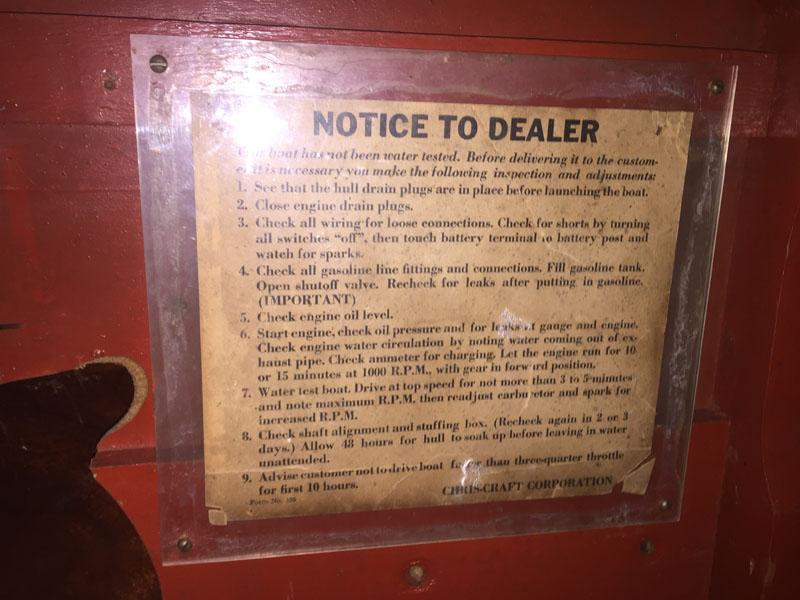 NOTICE TO DEALER
boat has not been water tested. Before delivering it to the custom-
it is necessary you make the following inspection and adjustments:
1. See that the hull drain plugs are in place before launching the boat.
2. Close engine drain plugs.
3. Check all wiring for loose connections. Check for shorts by turning
all switches “off”, then touch battery terminal to battery post and
watch for sparks.
4. Check all gasoline line fittings and connections. Fill gasoline tank.
Open shutoff valve. Recheck for leaks after putting in gasoline.
(IMPORTANT)
5. Check engine oil level.
6. Start engine, check oil pressure and for leaks at gauge and engine.
Check engine water circulation by noting water coming out of ex-
haust pipe. Check ammeter for charging. Let the engine run for 10
or 15 minutes at 1000 R.P.M., with gear in forward position.
7. Water test boat. Drive at top speed for not more than 3 to 5 minutes
and note maximum R.P.M. then readjust carburetor and spark for
increased R.P.M.
8. Check shaft alignment and stuffing box. (Recheck again in 2 or 3
days.) Allow 48 hours for hull to soak up before leaving in water
unattended.
9. Advise customer not to drive boat faster than three-quarter throttle
for first 10 hours.
CHRIS-CRAFT CORPORATION
Form No.